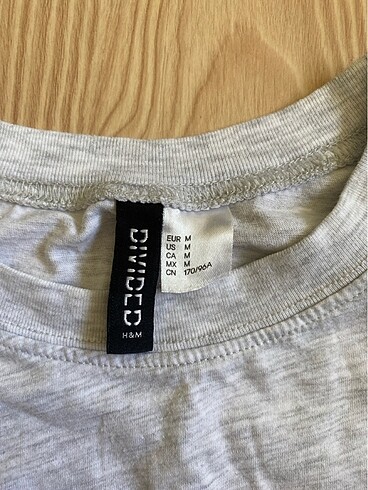 DIVIDED
H&M
EUR M
US M
CA M
MX M
CN 170/96A